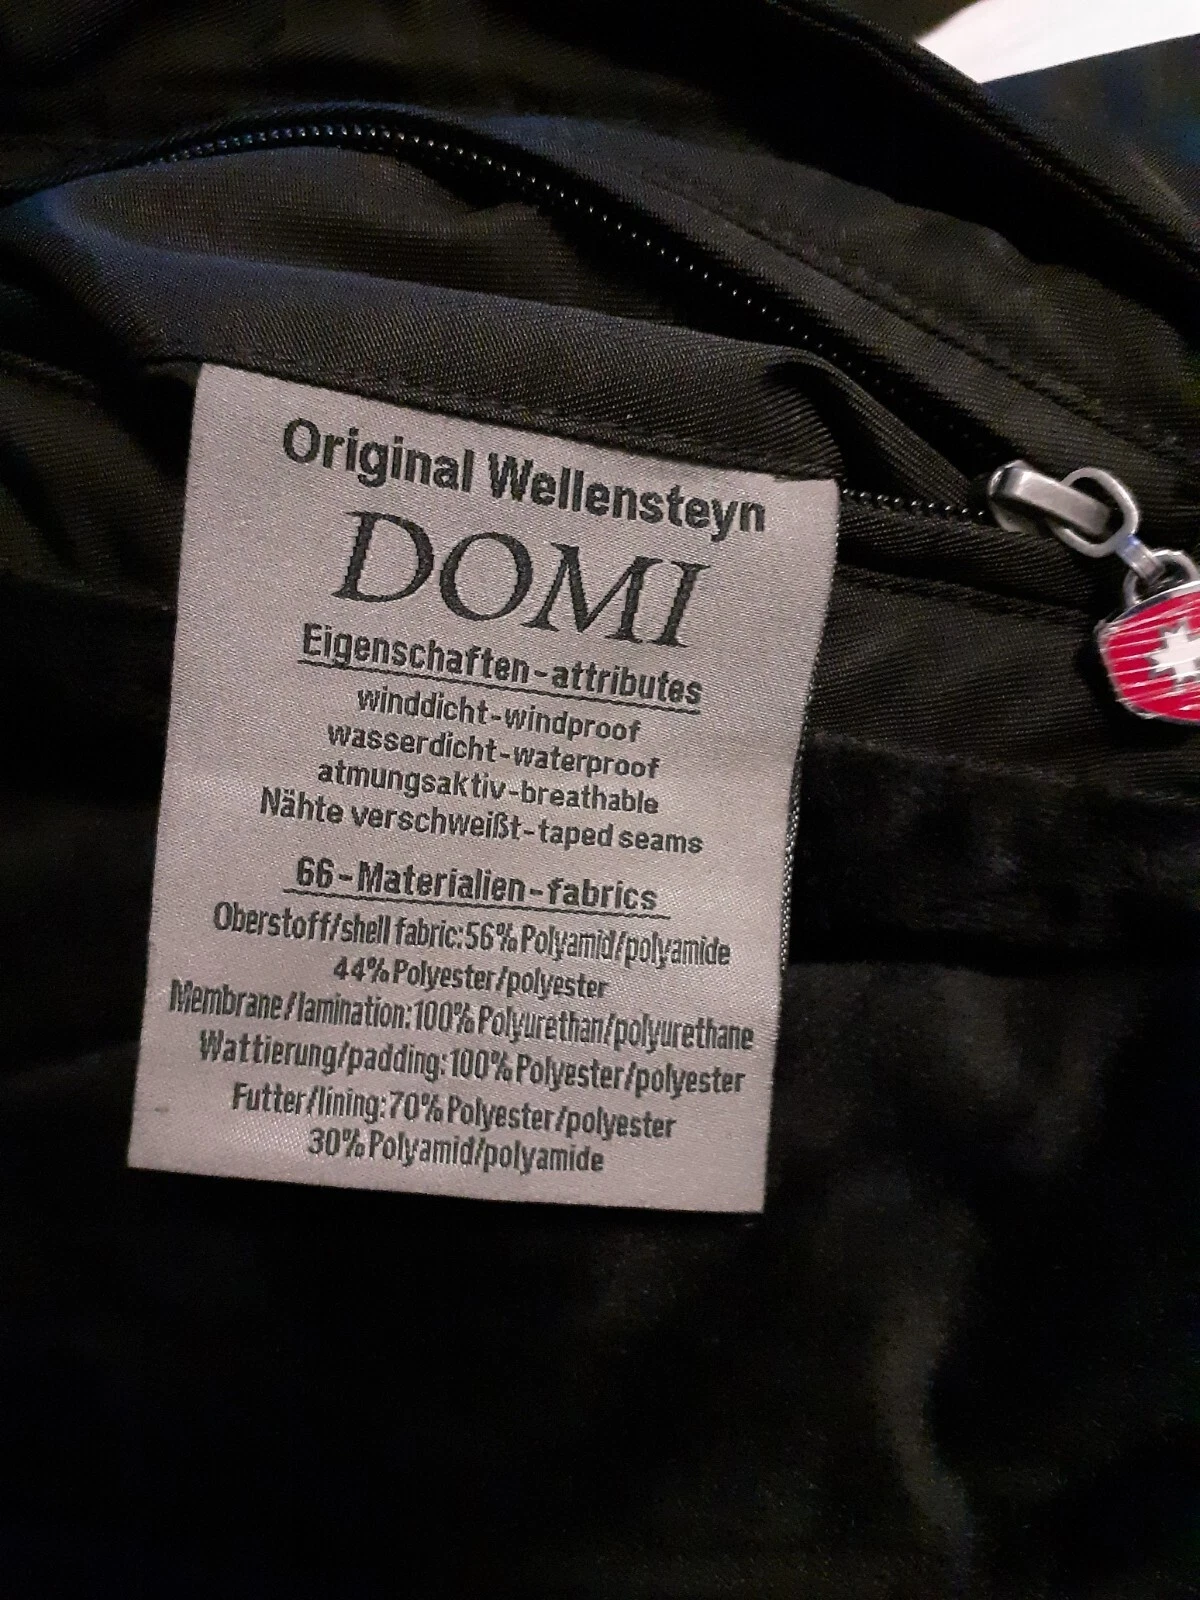 Original Wellensteyn
DOMI
Eigenschaften-attributes
winddicht-windproof
wasserdicht-waterproof
atmungsaktiv-breathable
Nähte verschweißt-taped seams
66-Materialien-fabrics
Oberstoff/shell fabric:56% Polyamid/polyamide
44% Polyester/polyester
Membrane/lamination:100% Polyurethan/polyurethane
Wattierung/padding:100% Polyester/polyester
Futter/lining:70% Polyester/polyester
30% Polyamid/polyamide